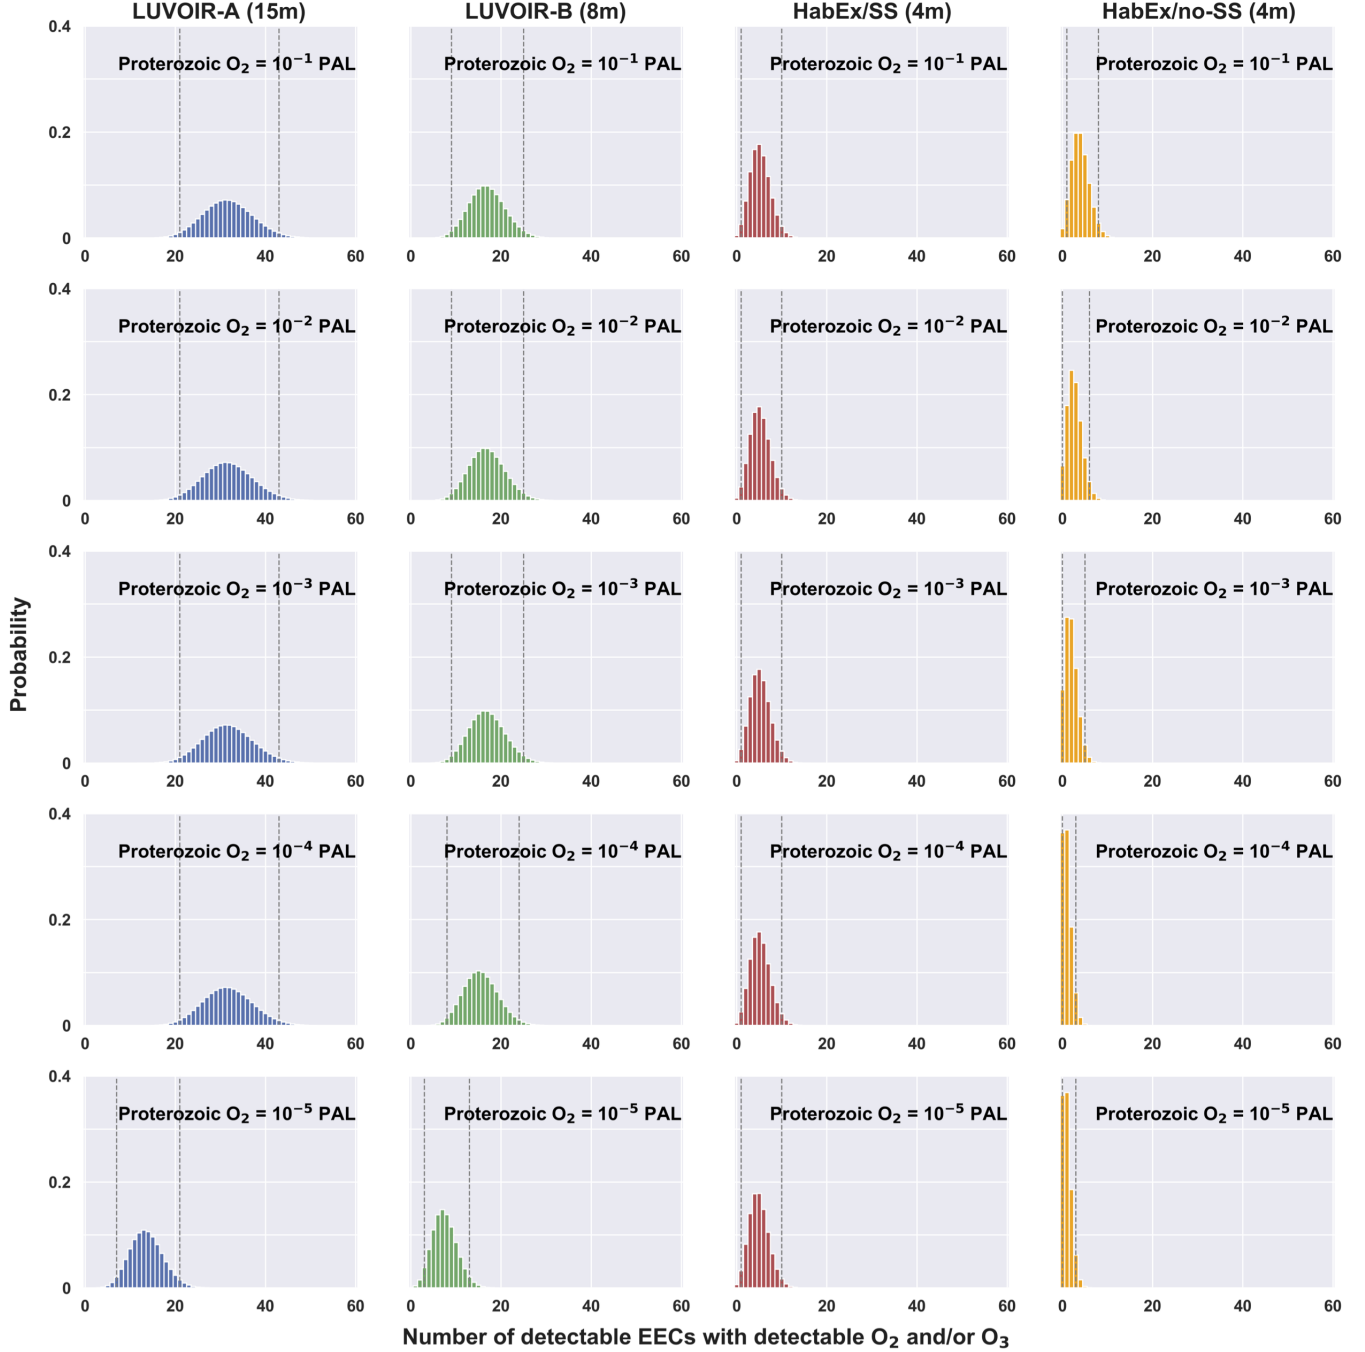 LUVOIR-A (15m) LUVOIR-B (8m) HabEx/SS (4m) HabEx/no-SS (4m)
0.4
Proterozoic O₂ = 10⁻¹ PAL Proterozoic O₂ = 10⁻¹ PAL Proterozoic O₂ = 10⁻¹ PAL Proterozoic O₂ = 10⁻¹ PAL
0.2
0
0 20 40 60 0 20 40 60 0 20 40 60 0 20 40 60
0.4
Proterozoic O₂ = 10⁻² PAL Proterozoic O₂ = 10⁻² PAL Proterozoic O₂ = 10⁻² PAL Proterozoic O₂ = 10⁻² PAL
0.2
0
0 20 40 60 0 20 40 60 0 20 40 60 0 20 40 60
0.4
Proterozoic O₂ = 10⁻³ PAL Proterozoic O₂ = 10⁻³ PAL Proterozoic O₂ = 10⁻³ PAL Proterozoic O₂ = 10⁻³ PAL
Probability
0.2
0
0 20 40 60 0 20 40 60 0 20 40 60 0 20 40 60
0.4
Proterozoic O₂ = 10⁻⁴ PAL Proterozoic O₂ = 10⁻⁴ PAL Proterozoic O₂ = 10⁻⁴ PAL Proterozoic O₂ = 10⁻⁴ PAL
0.2
0
0 20 40 60 0 20 40 60 0 20 40 60 0 20 40 60
0.4
Proterozoic O₂ = 10⁻⁵ PAL Proterozoic O₂ = 10⁻⁵ PAL Proterozoic O₂ = 10⁻⁵ PAL Proterozoic O₂ = 10⁻⁵ PAL
0.2
0
0 20 40 60 0 20 40 60 0 20 40 60 0 20 40 60
Number of detectable EECs with detectable O₂ and/or O₃